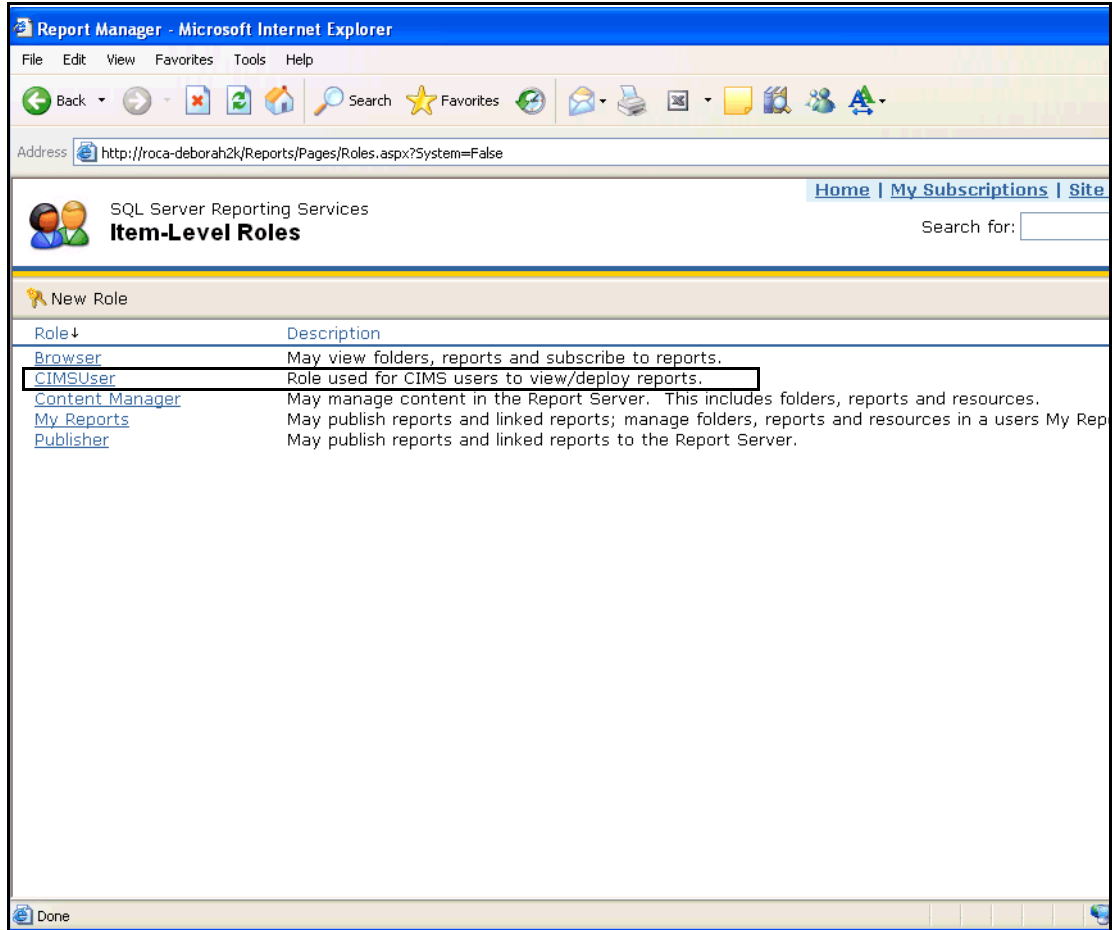 Report Manager - Microsoft Internet Explorer
File Edit View Favorites Tools Help
Back Search Favorites
Address http://roca-deborah2k/Reports/Pages/Roles.aspx?System=False
Home | My Subscriptions | Site
SQL Server Reporting Services
Item-Level Roles
Search for:
New Role
Role↓ Description
Browser May view folders, reports and subscribe to reports.
CIMSUser Role used for CIMS users to view/deploy reports.
Content Manager May manage content in the Report Server. This includes folders, reports and resources.
My Reports May publish reports and linked reports; manage folders, reports and resources in a users My Rep
Publisher May publish reports and linked reports to the Report Server.
Done